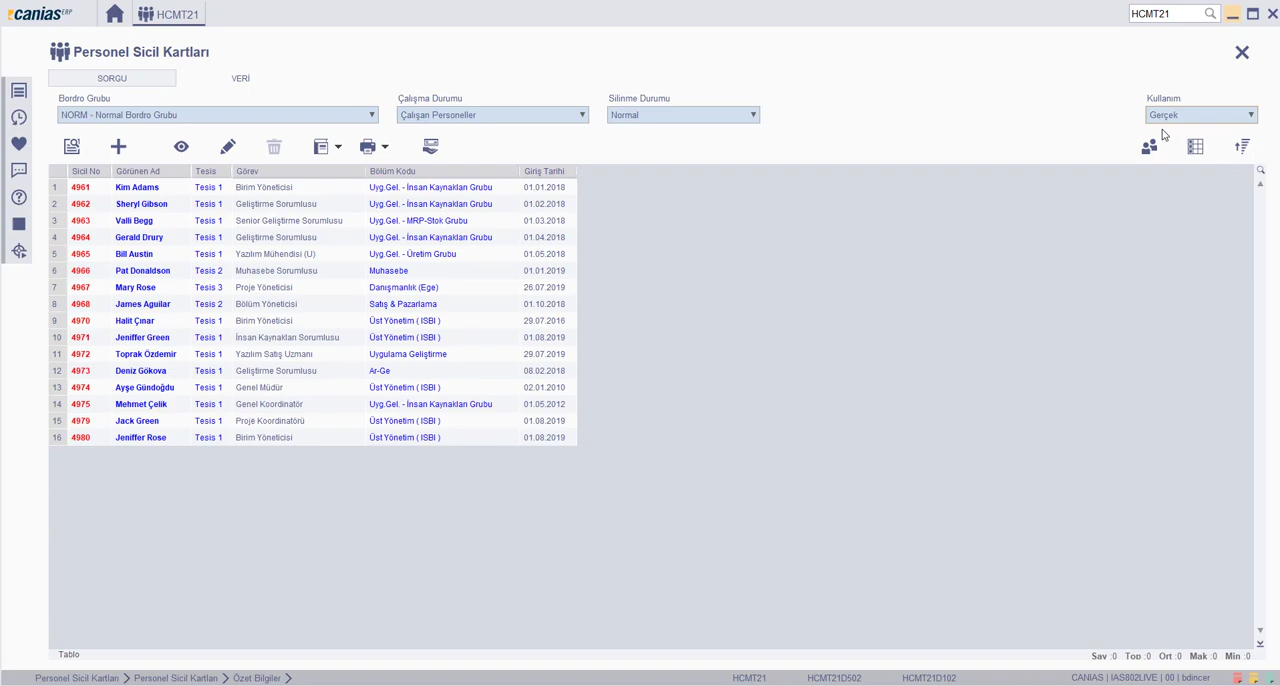 canias ERP
HCMT21
HCMT21
Personel Sicil Kartları
SORGU VERİ
Bordro Grubu Çalışma Durumu Silinme Durumu Kullanım
NORM - Normal Bordro Grubu Çalışan Personeller Normal Gerçek
Sicil No Görünen Ad Tesis Görev Bölüm Kodu Giriş Tarihi
1 4961 Kim Adams Tesis 1 Birim Yöneticisi Uyg.Gel. - İnsan Kaynakları Grubu 01.01.2018
2 4962 Sheryl Gibson Tesis 1 Geliştirme Sorumlusu Uyg.Gel. - İnsan Kaynakları Grubu 01.02.2018
3 4963 Valli Begg Tesis 1 Senior Geliştirme Sorumlusu Uyg.Gel. - MRP-Stok Grubu 01.03.2018
4 4964 Gerald Drury Tesis 1 Geliştirme Sorumlusu Uyg.Gel. - İnsan Kaynakları Grubu 01.04.2018
5 4965 Bill Austin Tesis 1 Yazılım Mühendisi (U) Uyg.Gel. - Üretim Grubu 01.05.2018
6 4966 Pat Donaldson Tesis 2 Muhasebe Sorumlusu Muhasebe 01.01.2019
7 4967 Mary Rose Tesis 3 Proje Yöneticisi Danışmanlık (Ege) 26.07.2019
8 4968 James Aguilar Tesis 2 Bölüm Yöneticisi Satış & Pazarlama 01.10.2018
9 4970 Halit Çınar Tesis 1 Birim Yöneticisi Üst Yönetim ( ISBI ) 29.07.2016
10 4971 Jeniffer Green Tesis 1 İnsan Kaynakları Sorumlusu Üst Yönetim ( ISBI ) 01.08.2019
11 4972 Toprak Özdemir Tesis 1 Yazılım Satış Uzmanı Uygulama Geliştirme 29.07.2019
12 4973 Deniz Gökova Tesis 1 Geliştirme Sorumlusu Ar-Ge 08.02.2018
13 4974 Ayşe Gündoğdu Tesis 1 Genel Müdür Üst Yönetim ( ISBI ) 02.01.2010
14 4975 Mehmet Çelik Tesis 1 Genel Koordinatör Uyg.Gel. - İnsan Kaynakları Grubu 01.05.2012
15 4979 Jack Green Tesis 1 Proje Koordinatörü Üst Yönetim ( ISBI ) 01.08.2019
16 4980 Jeniffer Rose Tesis 1 Birim Yöneticisi Üst Yönetim ( ISBI ) 01.08.2019
Tablo Say :0 Top :0 Ort :0 Mak :0 Min :0
Personel Sicil Kartları Personel Sicil Kartları Özet Bilgiler HCMT21 HCMT21D502 HCMT21D102 CANIAS | IAS802LIVE | 00 | bdincer